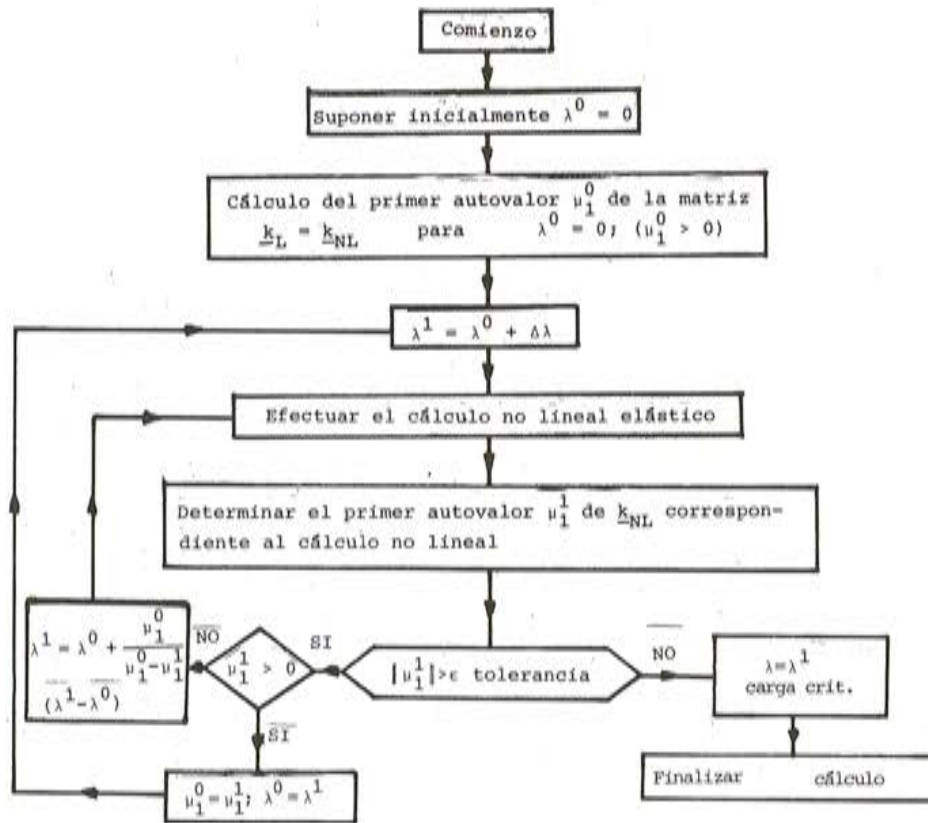 Comienzo
Suponer inicialmente λ⁰ = 0
Cálculo del primer autovalor μ₁⁰ de la matriz
k_L = k_NL para λ⁰ = 0; (μ₁⁰ > 0)
λ¹ = λ⁰ + Δλ
Efectuar el cálculo no lineal elástico
Determinar el primer autovalor μ₁¹ de k_NL correspon-
diente al cálculo no lineal
|μ₁¹|>ε tolerancia
SI
NO
μ₁¹ > 0
NO
SI
λ¹ = λ⁰ + μ₁⁰/(μ₁⁰-μ₁¹)
(λ¹-λ⁰)
μ₁⁰=μ₁¹; λ⁰=λ¹
λ=λ¹
carga crit.
Finalizar cálculo